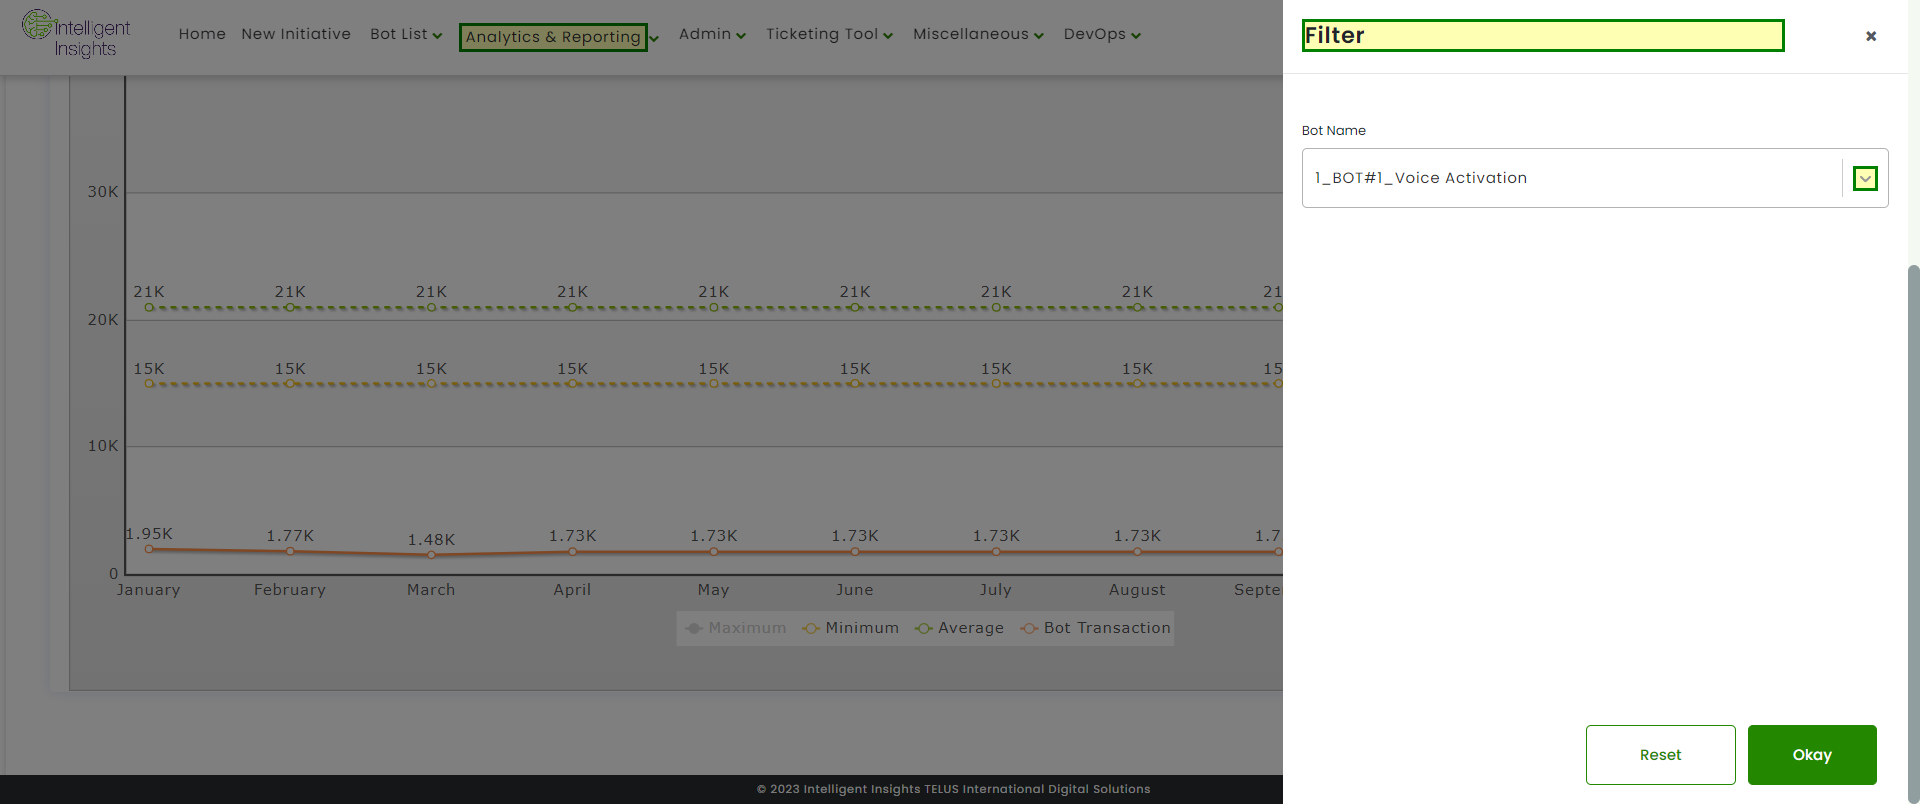 Intelligent
Insights
Home New Initiative Bot List Analytics & Reporting Admin Ticketing Tool Miscellaneous DevOps
Filter
Bot Name
1_BOT#1_Voice Activation
30K
21K 21K 21K 21K 21K 21K 21K 21K 21
20K
15K 15K 15K 15K 15K 15K 15K 15K 15
10K
1.95K 1.77K 1.48K 1.73K 1.73K 1.73K 1.73K 1.73K 1.7
0
January February March April May June July August Septe
Maximum Minimum Average Bot Transaction
Reset Okay
© 2023 Intelligent Insights TELUS International Digital Solutions